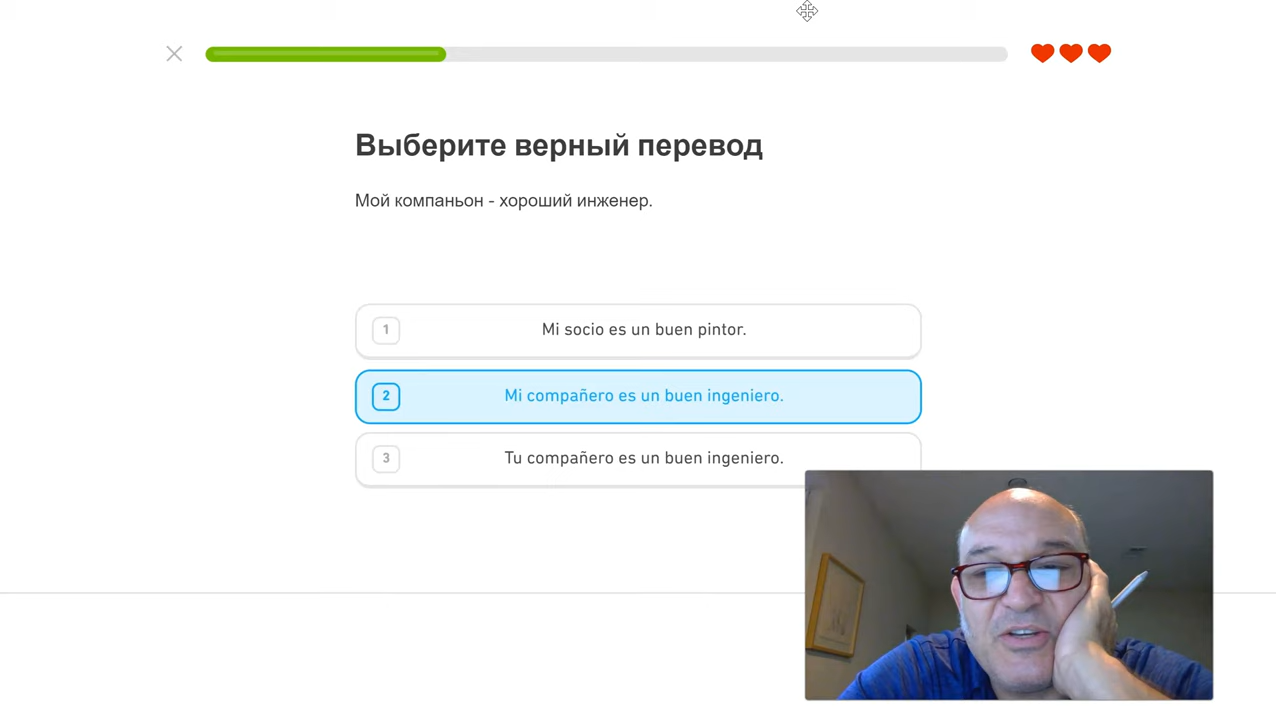 Выберите верный перевод
Мой компаньон - хороший инженер.
1 Mi socio es un buen pintor.
2 Mi compañero es un buen ingeniero.
3 Tu compañero es un buen ingeniero.